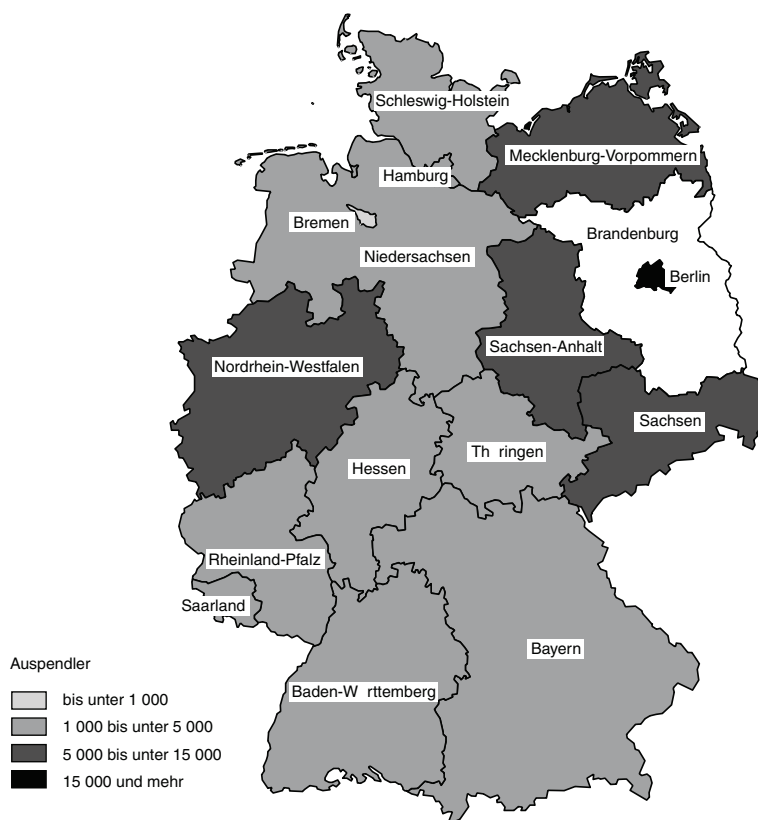 Schleswig-Holstein
Mecklenburg-Vorpommern
Hamburg
Bremen
Brandenburg
Niedersachsen
Berlin
Sachsen-Anhalt
Nordrhein-Westfalen
Sachsen
Th ringen
Hessen
Rheinland-Pfalz
Saarland
Bayern
Baden-W rttemberg
Auspendler
bis unter 1 000
1 000 bis unter 5 000
5 000 bis unter 15 000
15 000 und mehr